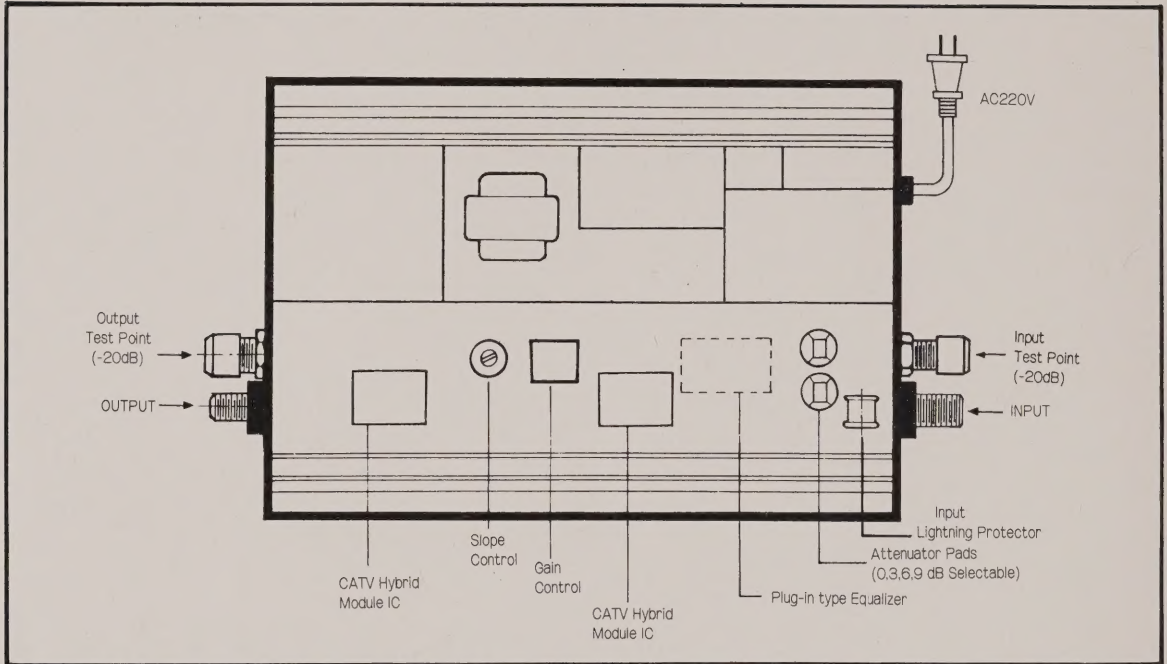 AC220V
Output
Test Point
(-20dB)
OUTPUT
Input
Test Point
(-20dB)
INPUT
Input
Lightning Protector
Attenuator Pads
(0,3,6,9 dB Selectable)
Slope
Control
Gain
Control
CATV Hybrid
Module IC
Plug-in type Equalizer
CATV Hybrid
Module IC